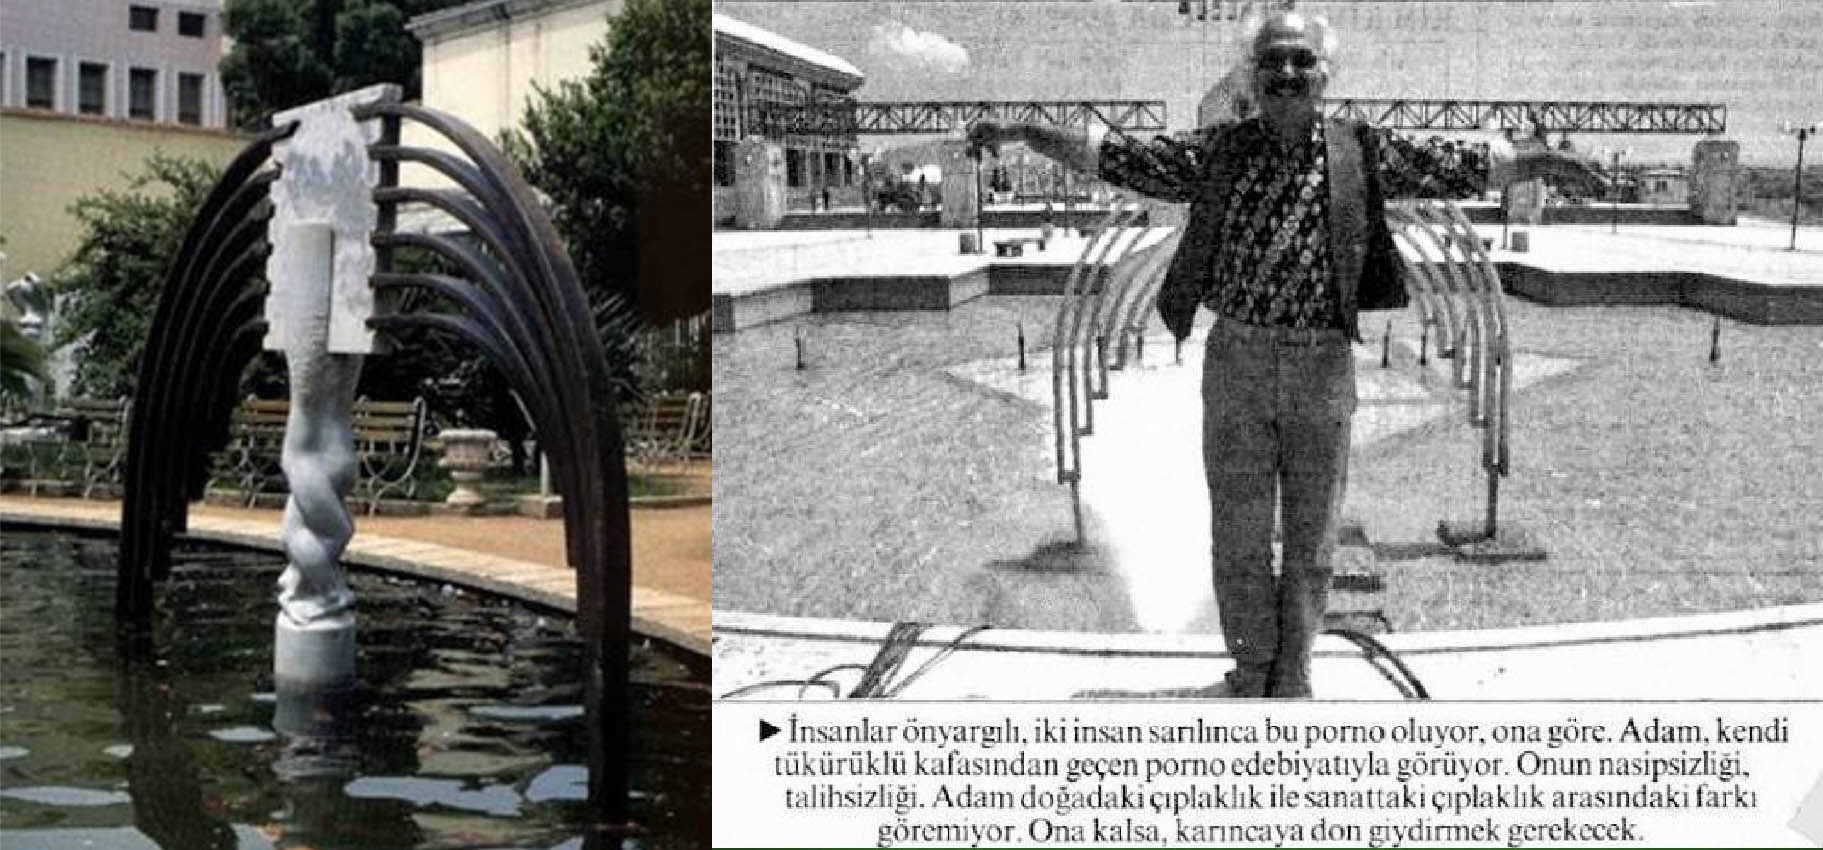 ► İnsanlar önyargılı, iki insan sarılınca bu porno oluyor, ona göre. Adam, kendi
tükürüklü kafasından geçen porno edebiyatıyla görüyor. Onun nasipsizliği,
talihsizliği. Adam doğadaki çıplaklık ile sanattaki çıplaklık arasındaki farkı
göremiyor. Ona kalsa, karıncaya don giydirmek gerekecek.